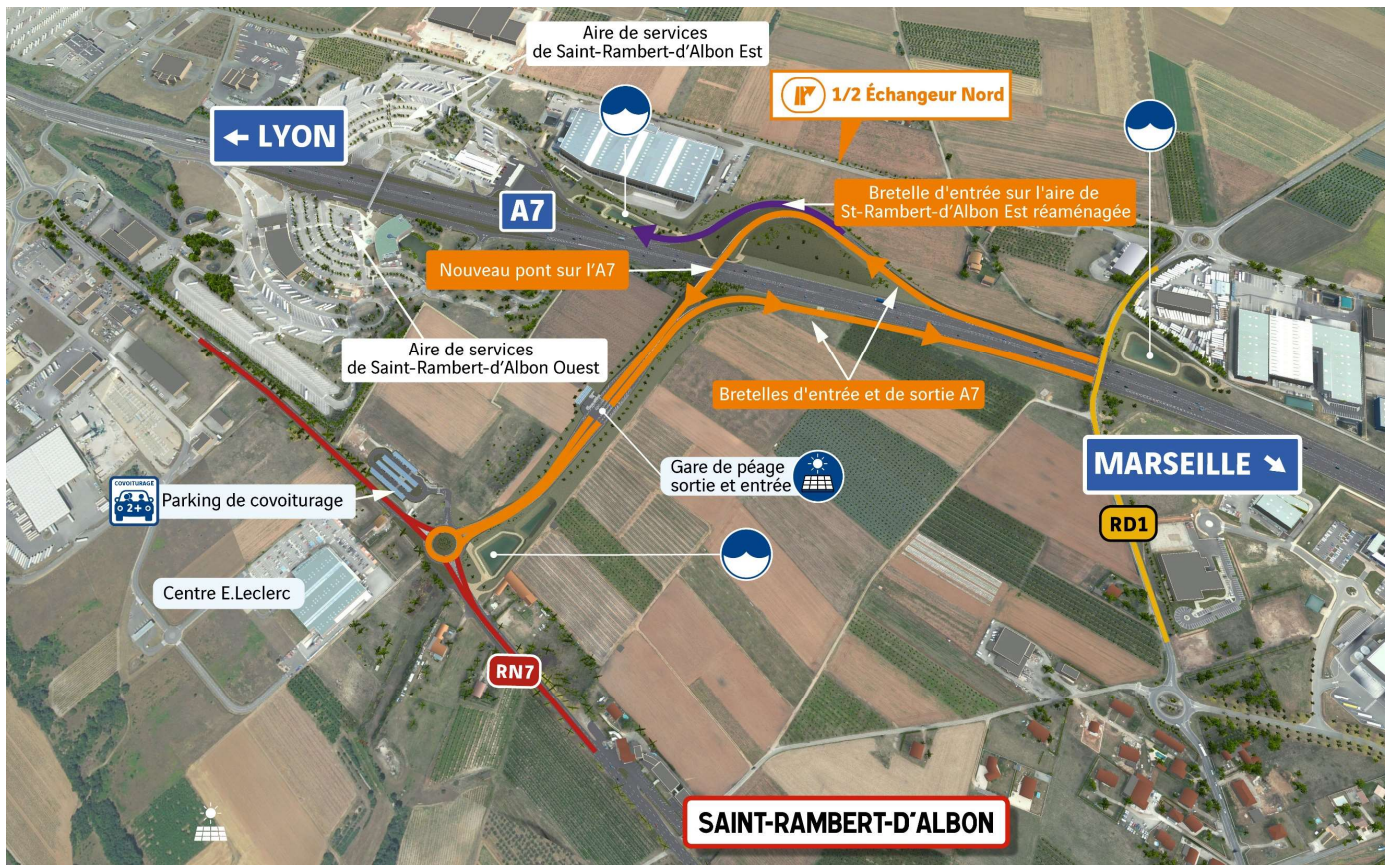 Aire de services
de Saint-Rambert-d'Albon Est
1/2 Échangeur Nord
← LYON
A7
Bretelle d'entrée sur l'aire de
St-Rambert-d'Albon Est réaménagée
Nouveau pont sur l'A7
Aire de services
de Saint-Rambert-d'Albon Ouest
Bretelles d'entrée et de sortie A7
MARSEILLE ↘
Gare de péage
sortie et entrée
COVOITURAGE
2+
Parking de covoiturage
RD1
Centre E.Leclerc
RN7
SAINT-RAMBERT-D'ALBON